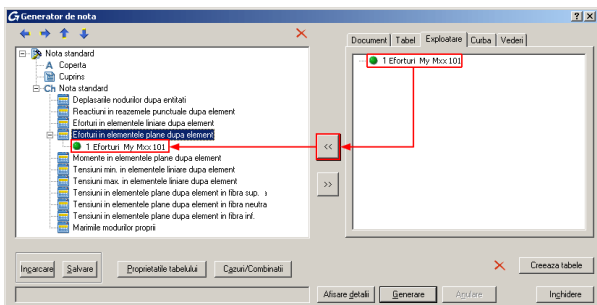 Generator de nota
Document Tabel Exploatare Curba Vederi
Nota standard
A Coperta
Cuprins
Ch Nota standard
Deplasarile nodurilor dupa entitati
Reactiuni in reazemele punctuale dupa element
Eforturi in elementele liniare dupa element
Eforturi in elementele plane dupa element
1 Eforturi My Mxx 101
Momente in elementele plane dupa element
Tensiuni min. in elementele liniare dupa element
Tensiuni max. in elementele liniare dupa element
Tensiuni in elementele plane dupa element in fibra sup.
Tensiuni in elementele plane dupa element in fibra neutra
Tensiuni in elementele plane dupa element in fibra inf.
Marimile modurilor proprii
<<
>>
1 Eforturi My Mxx 101
Incarcare Salvare Proprietatile tabelului Cazuri/Combinatii Creeaza tabele
Afisare detalii Generare Anulare Inchidere